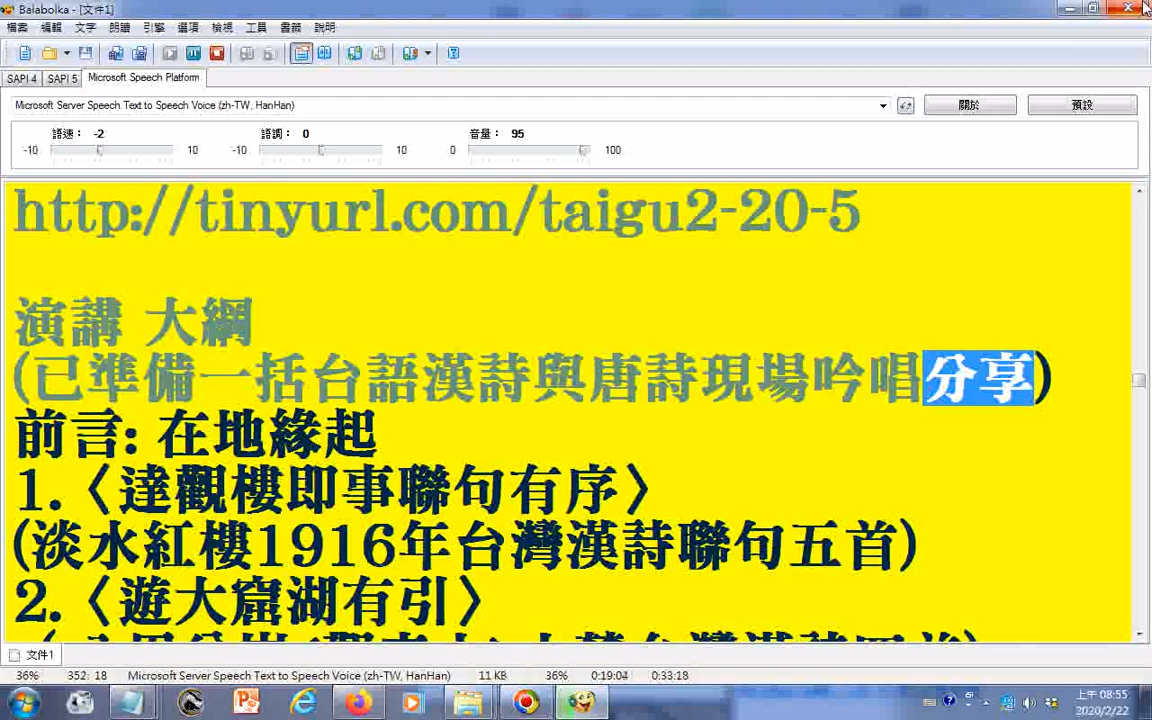 Balabolka - [文件1]
檔案 編輯 文字 朗讀 引擎 選項 檢視 工具 書籤 說明
SAPI 4 SAPI 5 Microsoft Speech Platform
Microsoft Server Speech Text to Speech Voice (zh-TW, HanHan) 關於 預設
語速： -2 語調： 0 音量： 95
-10 10 -10 10 0 100
http://tinyurl.com/taigu2-20-5
演講 大綱
(已準備一括台語漢詩與唐詩現場吟唱分享)
前言: 在地緣起
1.〈達觀樓即事聯句有序〉
(淡水紅樓1916年台灣漢詩聯句五首)
2.〈遊大窟湖有引〉
文件1
36% 352: 18 Microsoft Server Speech Text to Speech Voice (zh-TW, HanHan) 11 KB 36% 0:19:04 0:33:18
上午 08:55
2020/2/22